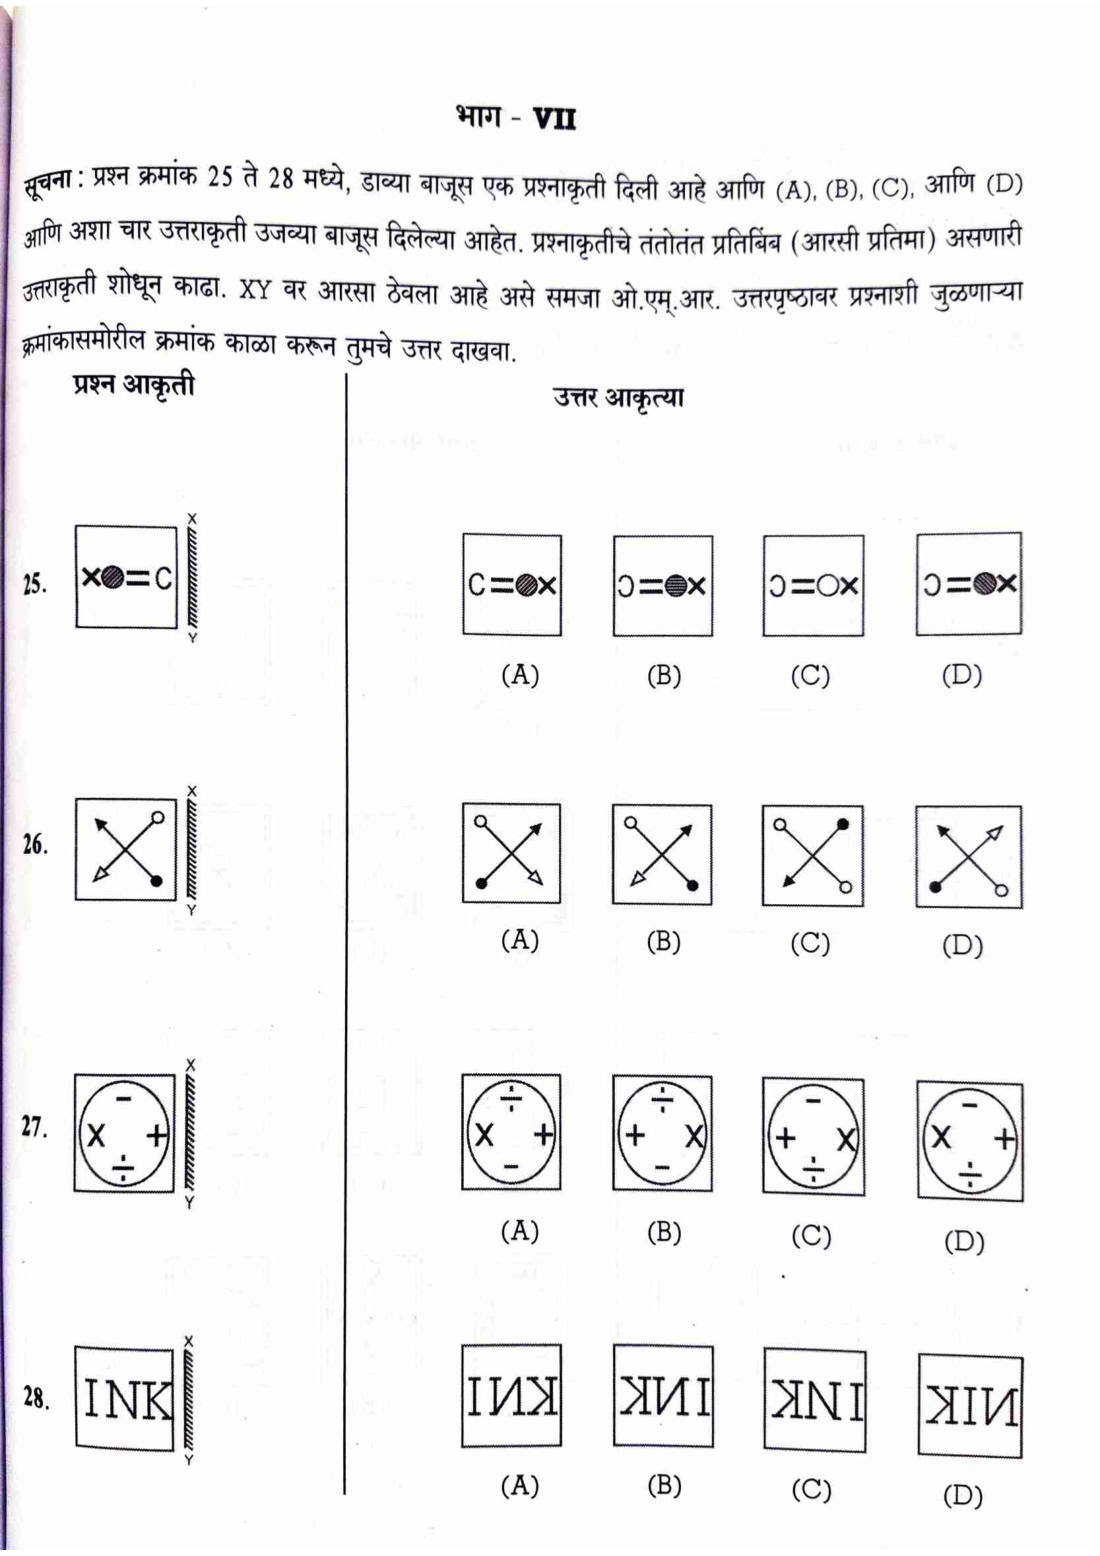 भाग - VII
सूचना : प्रश्न क्रमांक 25 ते 28 मध्ये, डाव्या बाजूस एक प्रश्नाकृती दिली आहे आणि (A), (B), (C), आणि (D)
आणि अशा चार उत्तराकृती उजव्या बाजूस दिलेल्या आहेत. प्रश्नाकृतीचे तंतोतंत प्रतिबिंब (आरसी प्रतिमा) असणारी
उत्तराकृती शोधून काढा. XY वर आरसा ठेवला आहे असे समजा ओ.एम्.आर. उत्तरपृष्ठावर प्रश्नाशी जुळणाऱ्या
क्रमांकासमोरील क्रमांक काळा करून तुमचे उत्तर दाखवा.
प्रश्न आकृती उत्तर आकृत्या
X
25. ×=C C=× Ɔ=× Ɔ=○× Ɔ=×
Y
(A) (B) (C) (D)
X
26.
Y
(A) (B) (C) (D)
X
27. − X + ÷ ÷ X + − ÷ + X − − + X ÷ − X + ÷
Y
(A) (B) (C) (D)
X
28. INK IИ&#x3A7;&#x200B;
Y
(A) (B) (C) (D)